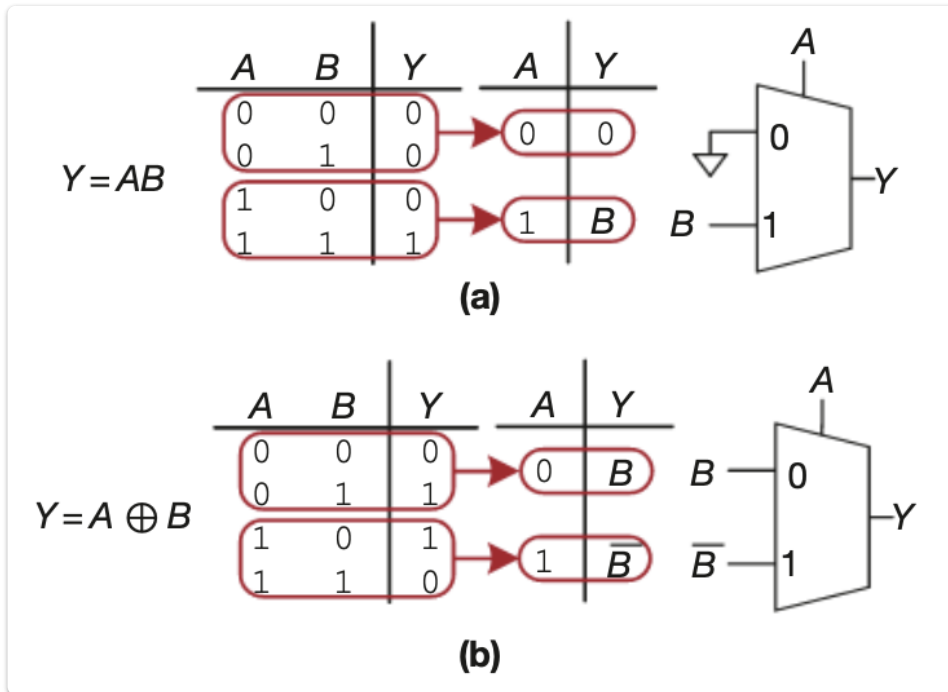 A B Y A Y A
0 0 0
0 1 0
0 0
0
Y = AB
1 0 0
1 1 1
1 B
B 1
Y
(a)
A B Y A Y A
0 0 0
0 1 1
0 B
B 0
Y = A ⊕ B
1 0 1
1 1 0
1 B̅
B̅ 1
Y
(b)